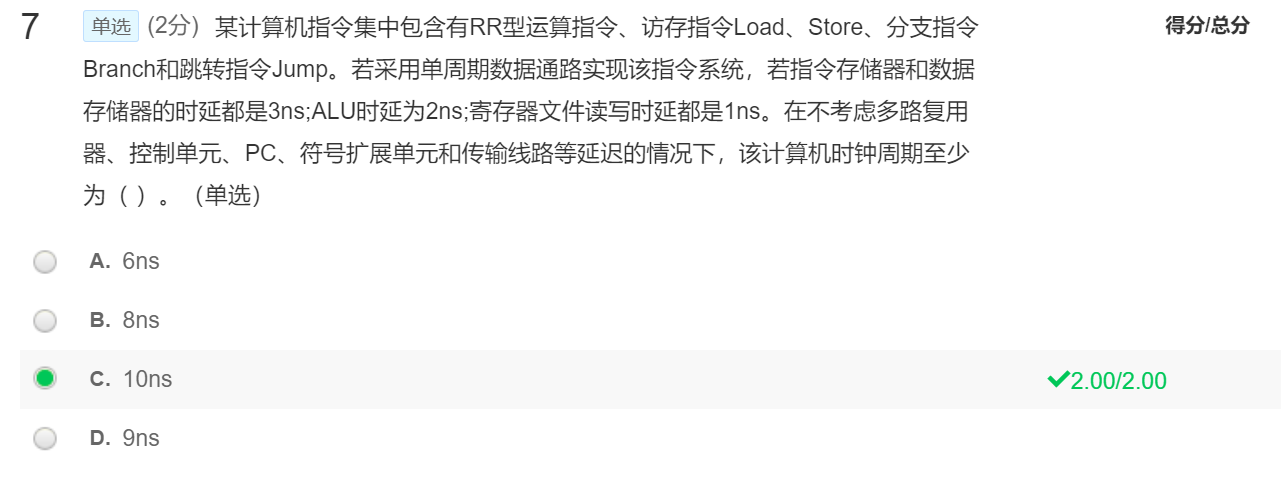 7 单选 (2分) 某计算机指令集中包含有RR型运算指令、访存指令Load、Store、分支指令 得分/总分
Branch和跳转指令Jump。若采用单周期数据通路实现该指令系统，若指令存储器和数据
存储器的时延都是3ns;ALU时延为2ns;寄存器文件读写时延都是1ns。在不考虑多路复用
器、控制单元、PC、符号扩展单元和传输线路等延迟的情况下，该计算机时钟周期至少
为（ ）。（单选）
A. 6ns
B. 8ns
C. 10ns 2.00/2.00
D. 9ns